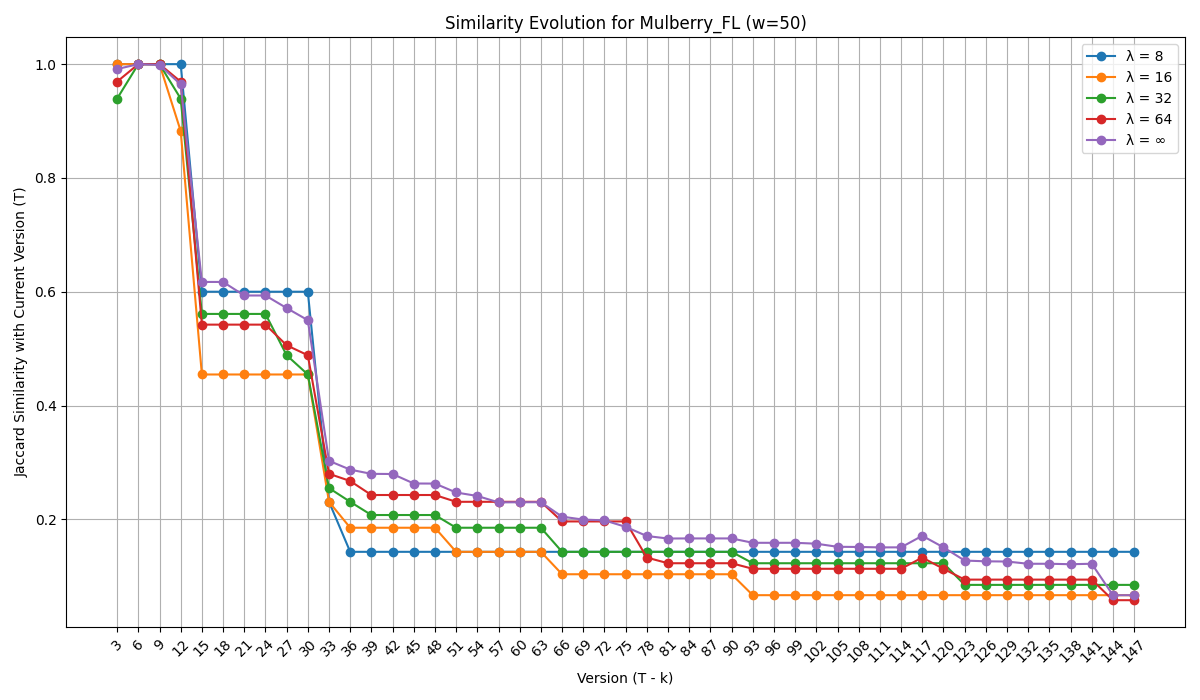 Similarity Evolution for Mulberry_FL (w=50)
λ = 8
λ = 16
λ = 32
λ = 64
λ = ∞
Jaccard Similarity with Current Version (T)
1.0
0.8
0.6
0.4
0.2
3 6 9 12 15 18 21 24 27 30 33 36 39 42 45 48 51 54 57 60 63 66 69 72 75 78 81 84 87 90 93 96 99 102 105 108 111 114 117 120 123 126 129 132 135 138 141 144 147
Version (T - k)